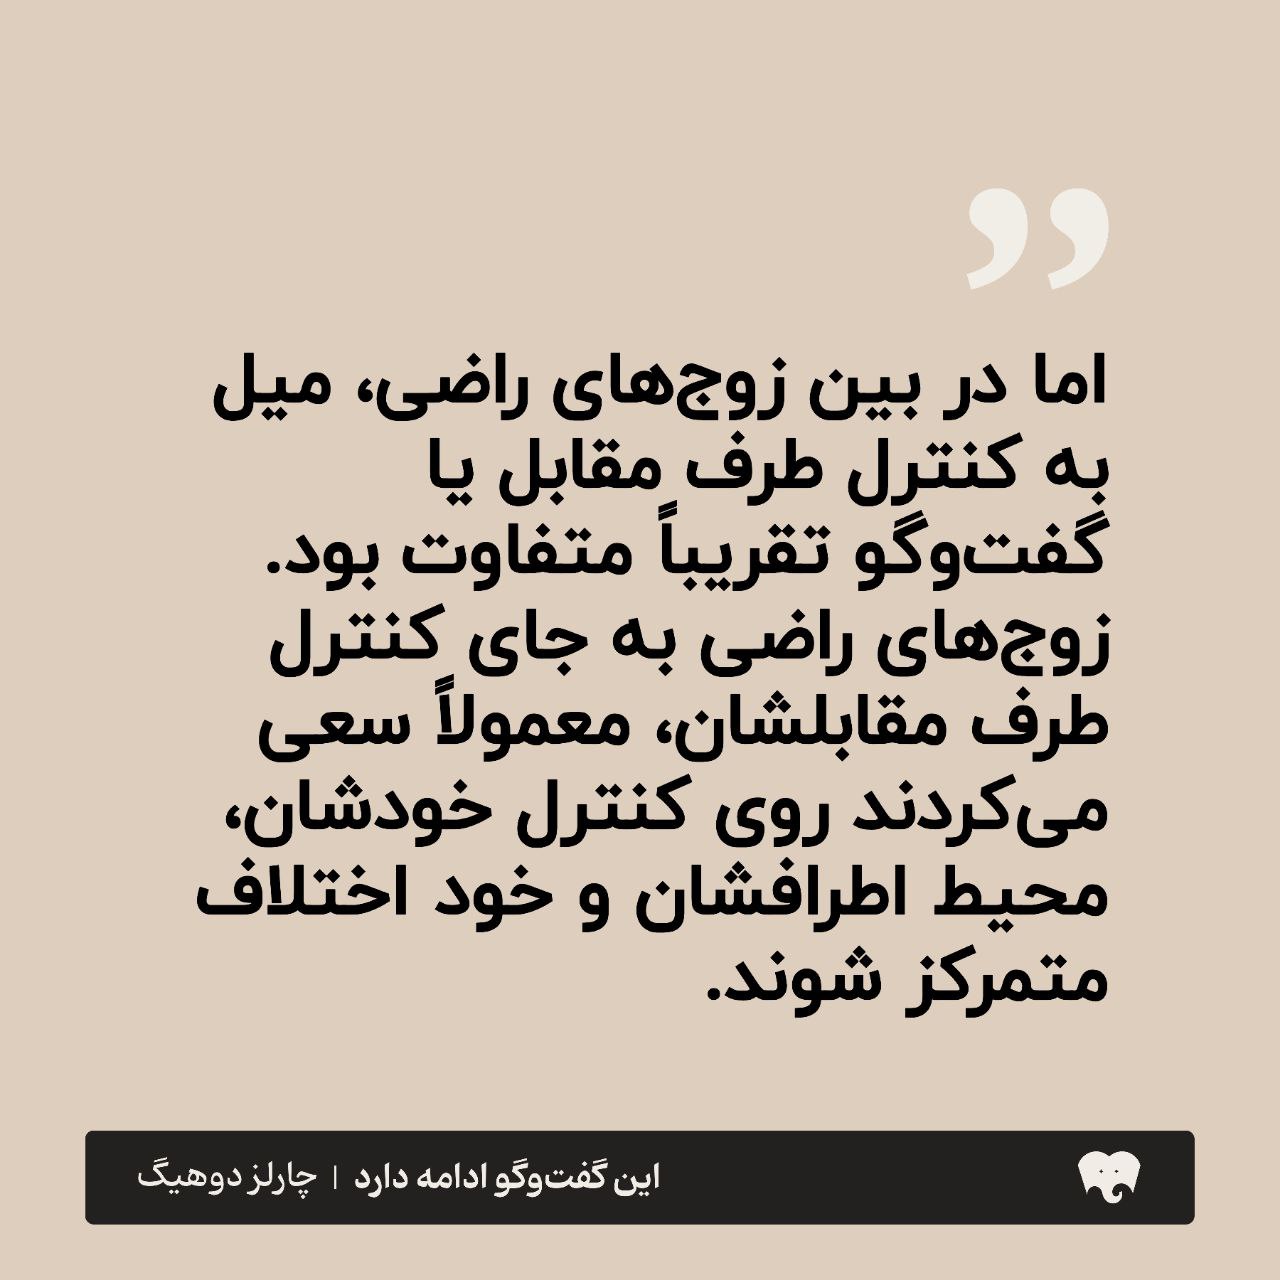 اما در بین زوج‌های راضی، میل
به کنترل طرف مقابل یا
گفت‌وگو تقریباً متفاوت بود.
زوج‌های راضی به جای کنترل
طرف مقابلشان، معمولاً سعی
می‌کردند روی کنترل خودشان،
محیط اطرافشان و خود اختلاف
متمرکز شوند.
این گفت‌وگو ادامه دارد | چارلز دوهیگ